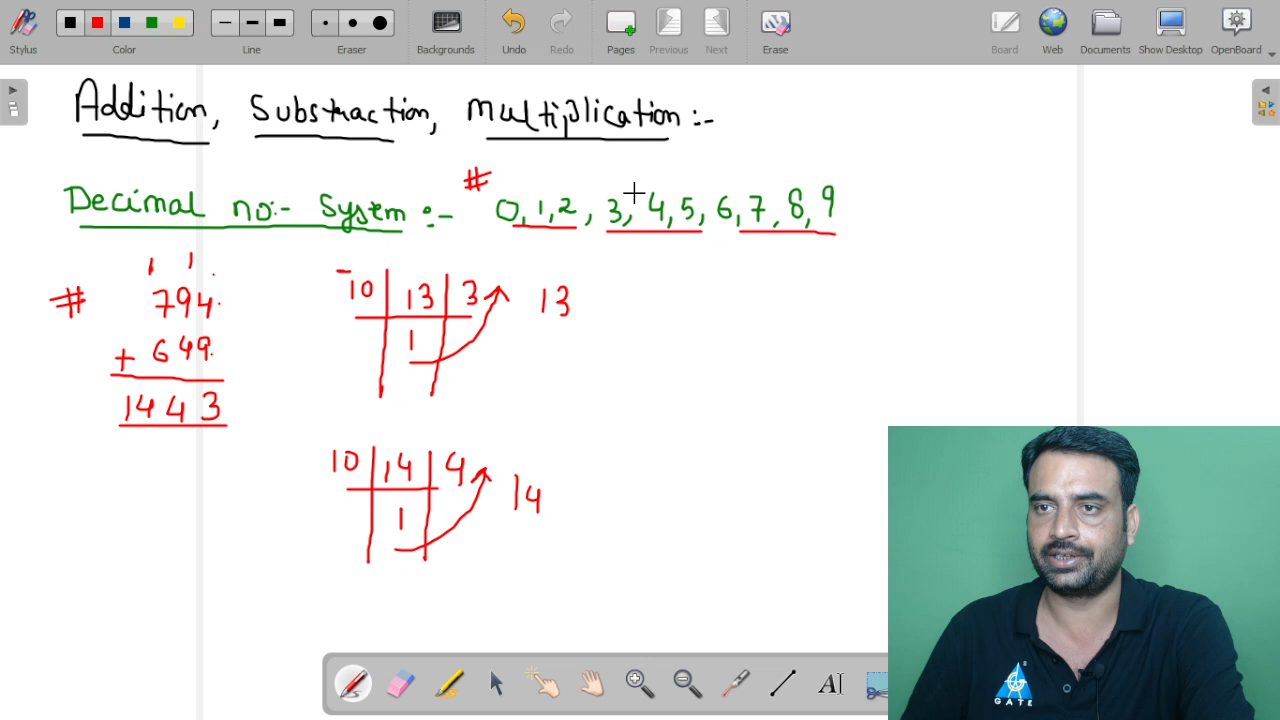 Stylus
Color
Line
Eraser
Backgrounds
Undo
Redo
Pages
Previous
Next
Erase
Board
Web
Documents
Show Desktop
OpenBoard
Addition, Substraction, Multiplication :-
Decimal no:- System :- # 0, 1, 2, 3, 4, 5, 6, 7, 8, 9
1 1
# 794
+ 649
1443
10 13 3 13
1
10 14 4 14
1
AI
GATE